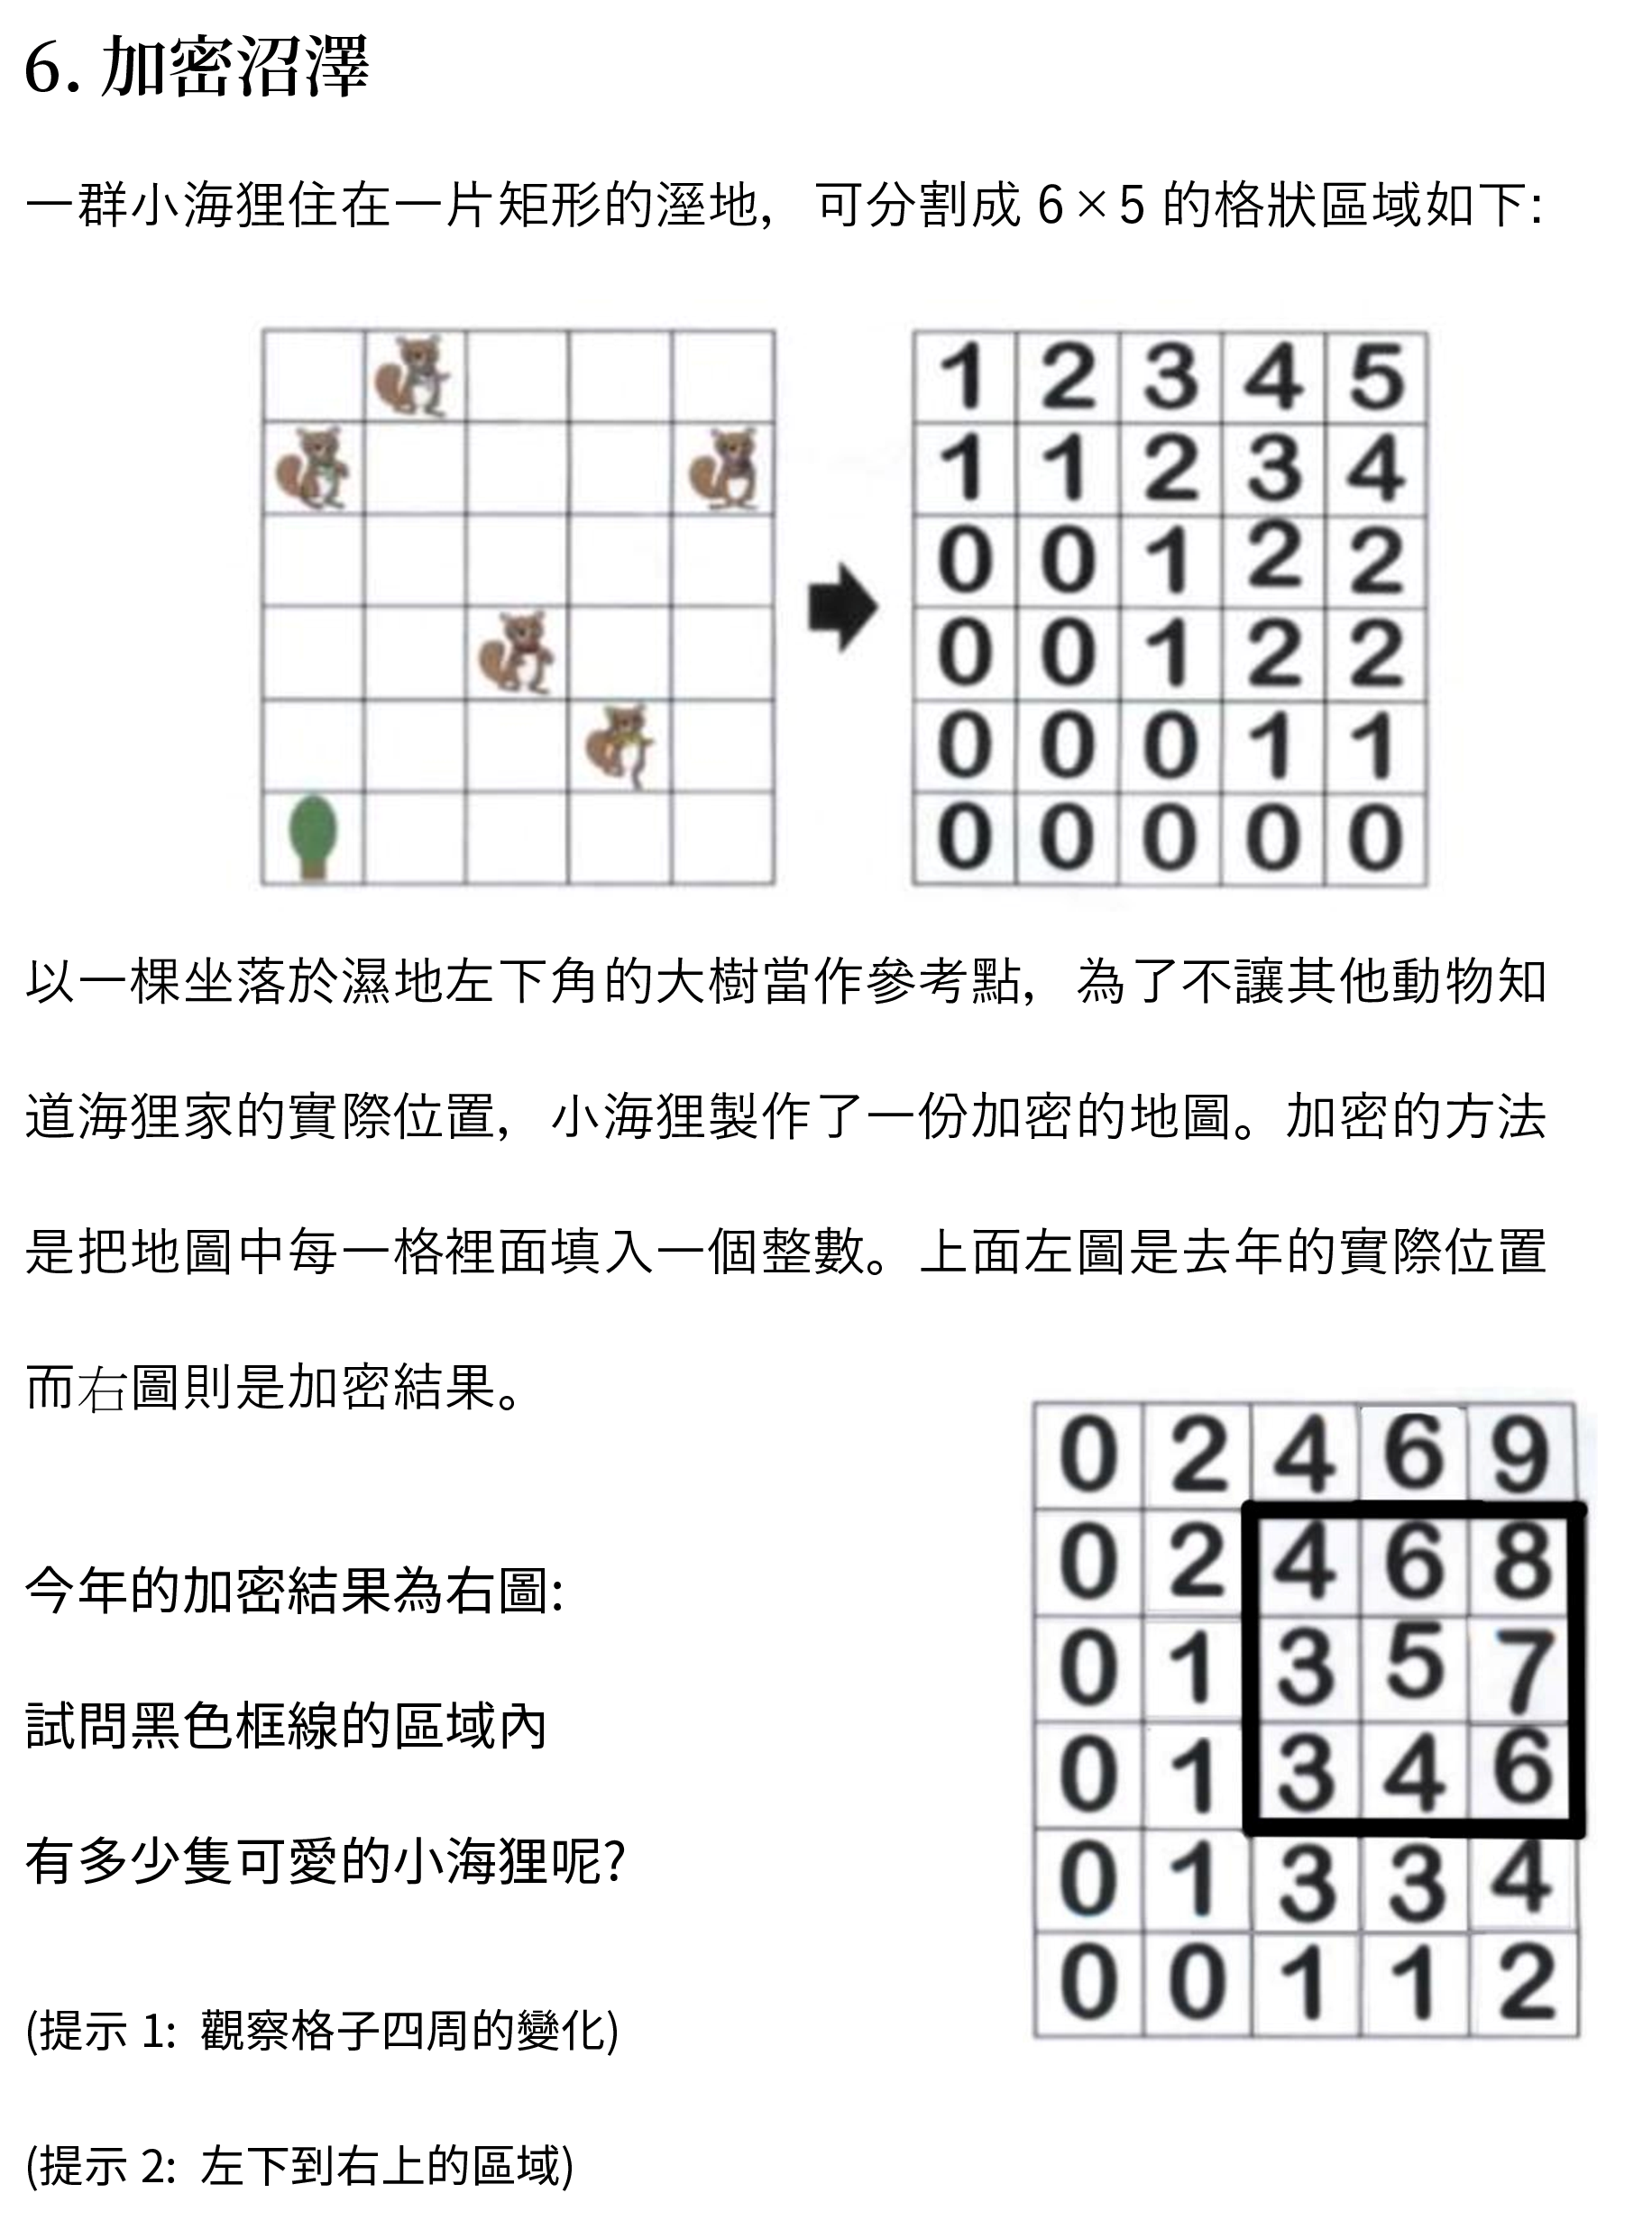 6. 加密沼澤
一群小海狸住在一片矩形的溼地，可分割成 6×5 的格狀區域如下:
1 2 3 4 5
1 1 2 3 4
0 0 1 2 2
0 0 1 2 2
0 0 0 1 1
0 0 0 0 0
以一棵坐落於濕地左下角的大樹當作參考點，為了不讓其他動物知
道海狸家的實際位置，小海狸製作了一份加密的地圖。加密的方法
是把地圖中每一格裡面填入一個整數。上面左圖是去年的實際位置
而右圖則是加密結果。
今年的加密結果為右圖:
試問黑色框線的區域內
有多少隻可愛的小海狸呢?
(提示 1: 觀察格子四周的變化)
(提示 2: 左下到右上的區域)
0 2 4 6 9
0 2 4 6 8
0 1 3 5 7
0 1 3 4 6
0 1 3 3 4
0 0 1 1 2